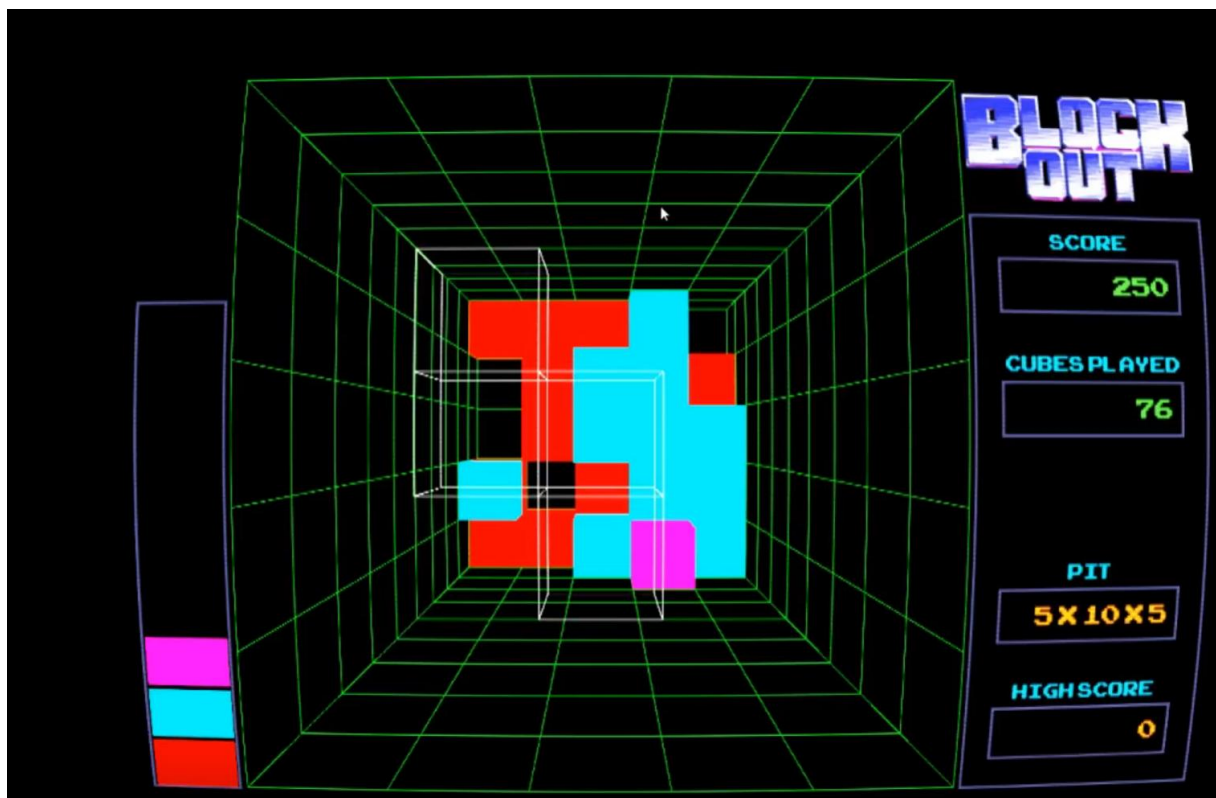 BLOCK
OUT
SCORE
250
CUBES PLAYED
76
PIT
5X10X5
HIGH SCORE
0